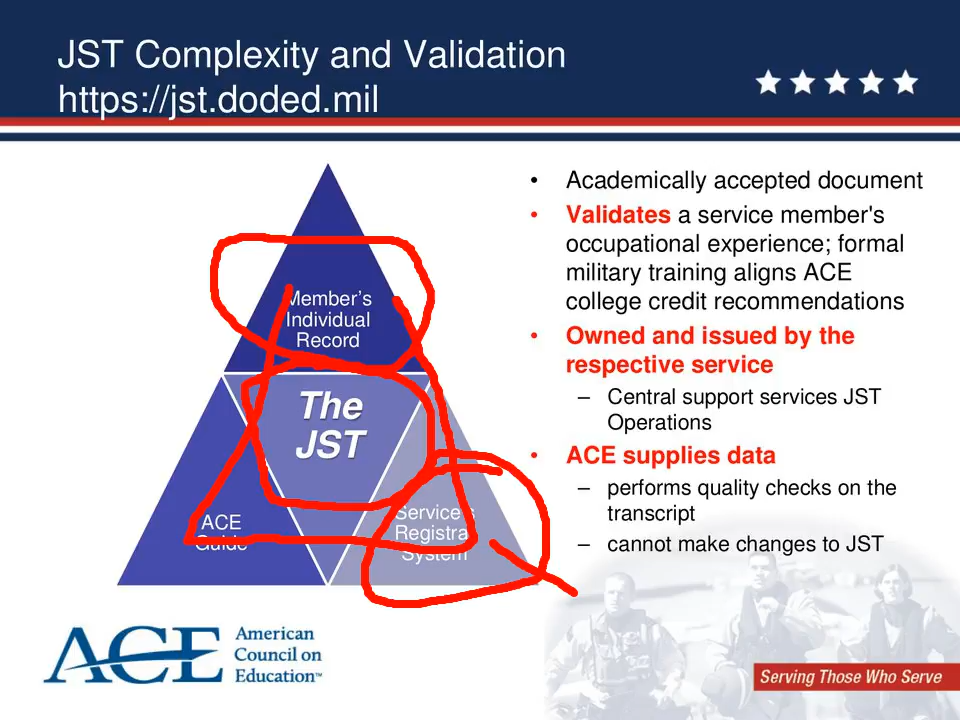 JST Complexity and Validation
https://jst.doded.mil
Member's
Individual
Record
The
JST
ACE
Guide
Service's
Registrar
System
• Academically accepted document
• Validates a service member's
occupational experience; formal
military training aligns ACE
college credit recommendations
• Owned and issued by the
respective service
– Central support services JST
Operations
• ACE supplies data
– performs quality checks on the
transcript
– cannot make changes to JST
ACE
American
Council on
Education™
Serving Those Who Serve